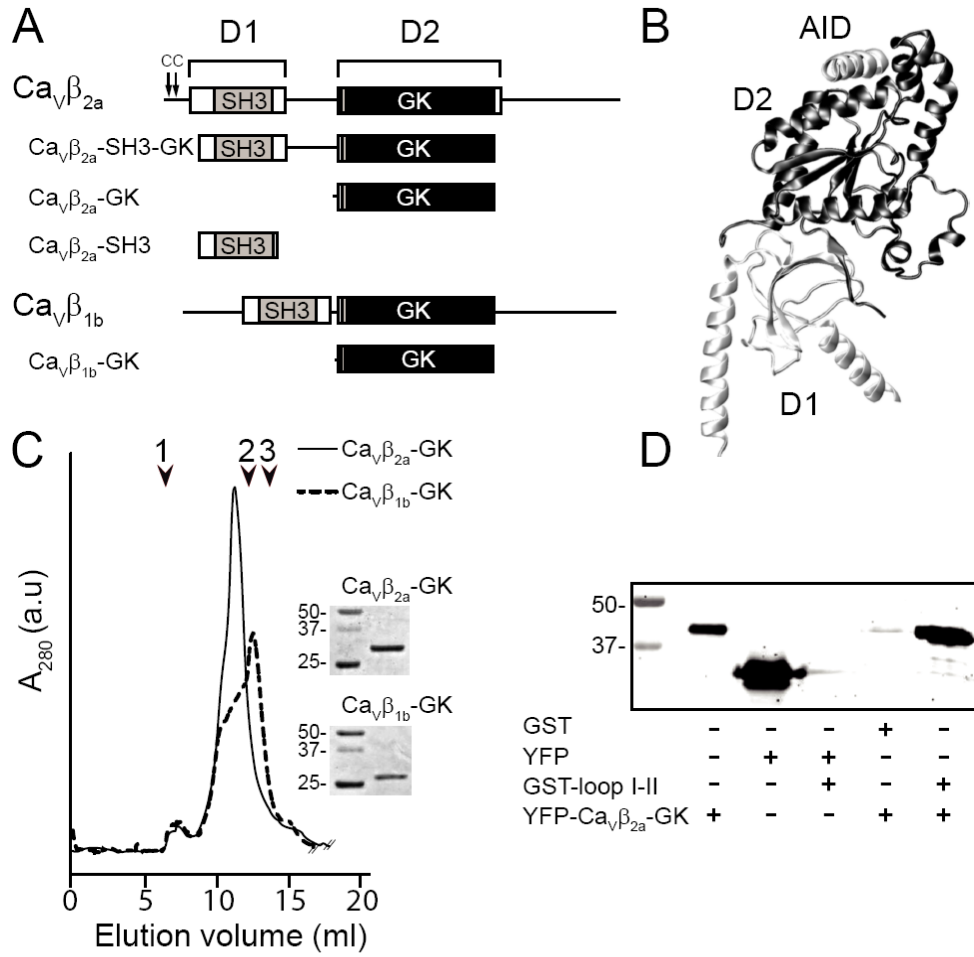 A
D1
D2
CC
CaVβ2a
SH3
GK
CaVβ2a-SH3-GK
SH3
GK
CaVβ2a-GK
GK
CaVβ2a-SH3
SH3
CaVβ1b
SH3
GK
CaVβ1b-GK
GK
B
AID
D2
D1
C
1
2
3
CaVβ2a-GK
CaVβ1b-GK
CaVβ2a-GK
50-
37-
25-
CaVβ1b-GK
50-
37-
25-
A280 (a.u)
0 5 10 15 20
Elution volume (ml)
D
50-
37-
GST - - - + -
YFP - + + - -
GST-loop I-II - - + - +
YFP-CaVβ2a-GK + - - + +